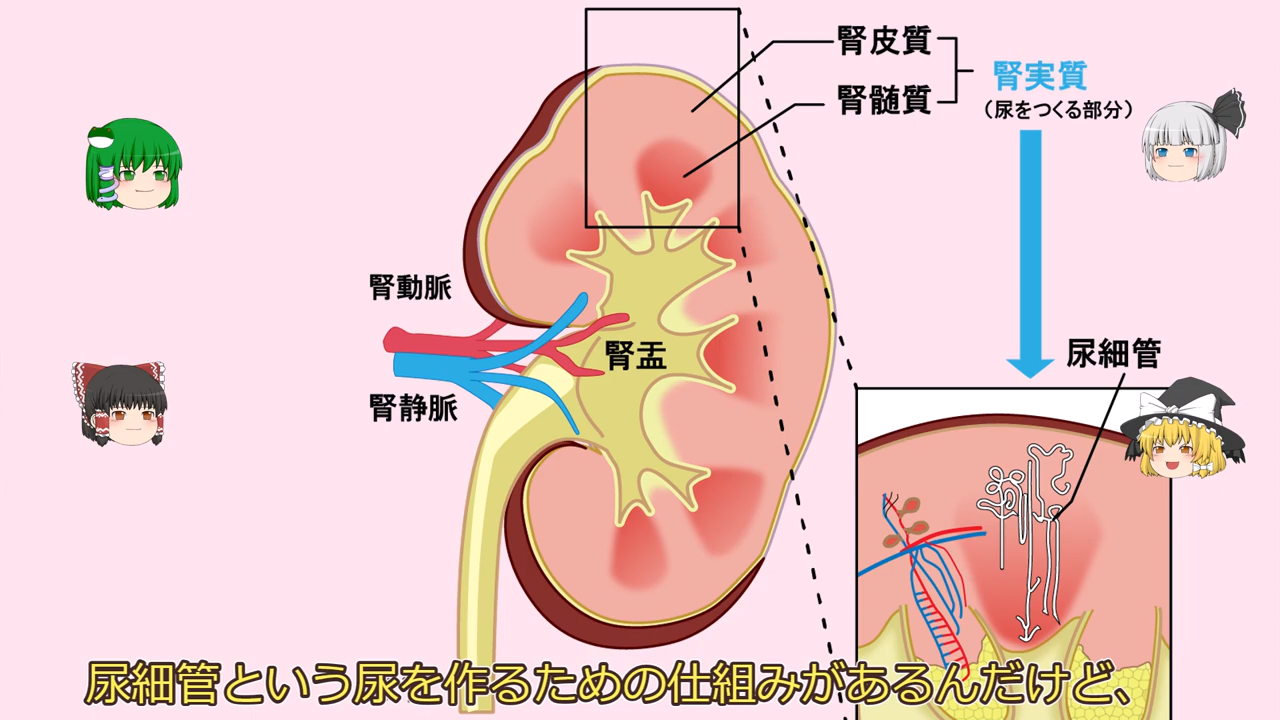 腎皮質
腎髄質
腎実質
(尿をつくる部分)
腎動脈
腎盂
腎静脈
尿細管
尿細管という尿を作るための仕組みがあるんだけど、